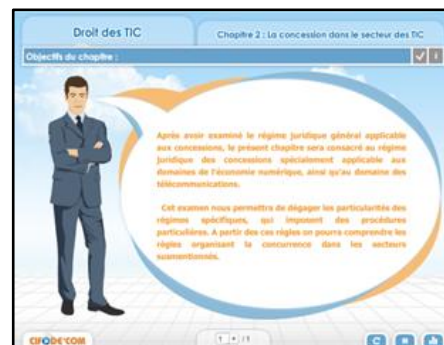 Droit des TIC
Chapitre 2 : La concession dans le secteur des TIC
Objectifs du chapitre :
Après avoir examiné le régime juridique général applicable
aux concessions, le présent chapitre sera consacré au régime
juridique des concessions spécialement applicable aux
domaines de l'économie numérique, ainsi qu'au domaine des
télécommunications.
Cet examen nous permettre de dégager les particularités des
régimes spécifiques, qui imposent des procédures
particulières. A partir des ces règles on pourra comprendre les
règles organisant la concurrence dans les secteurs
susmentionnés.
CIFODE'COM
1 / 1